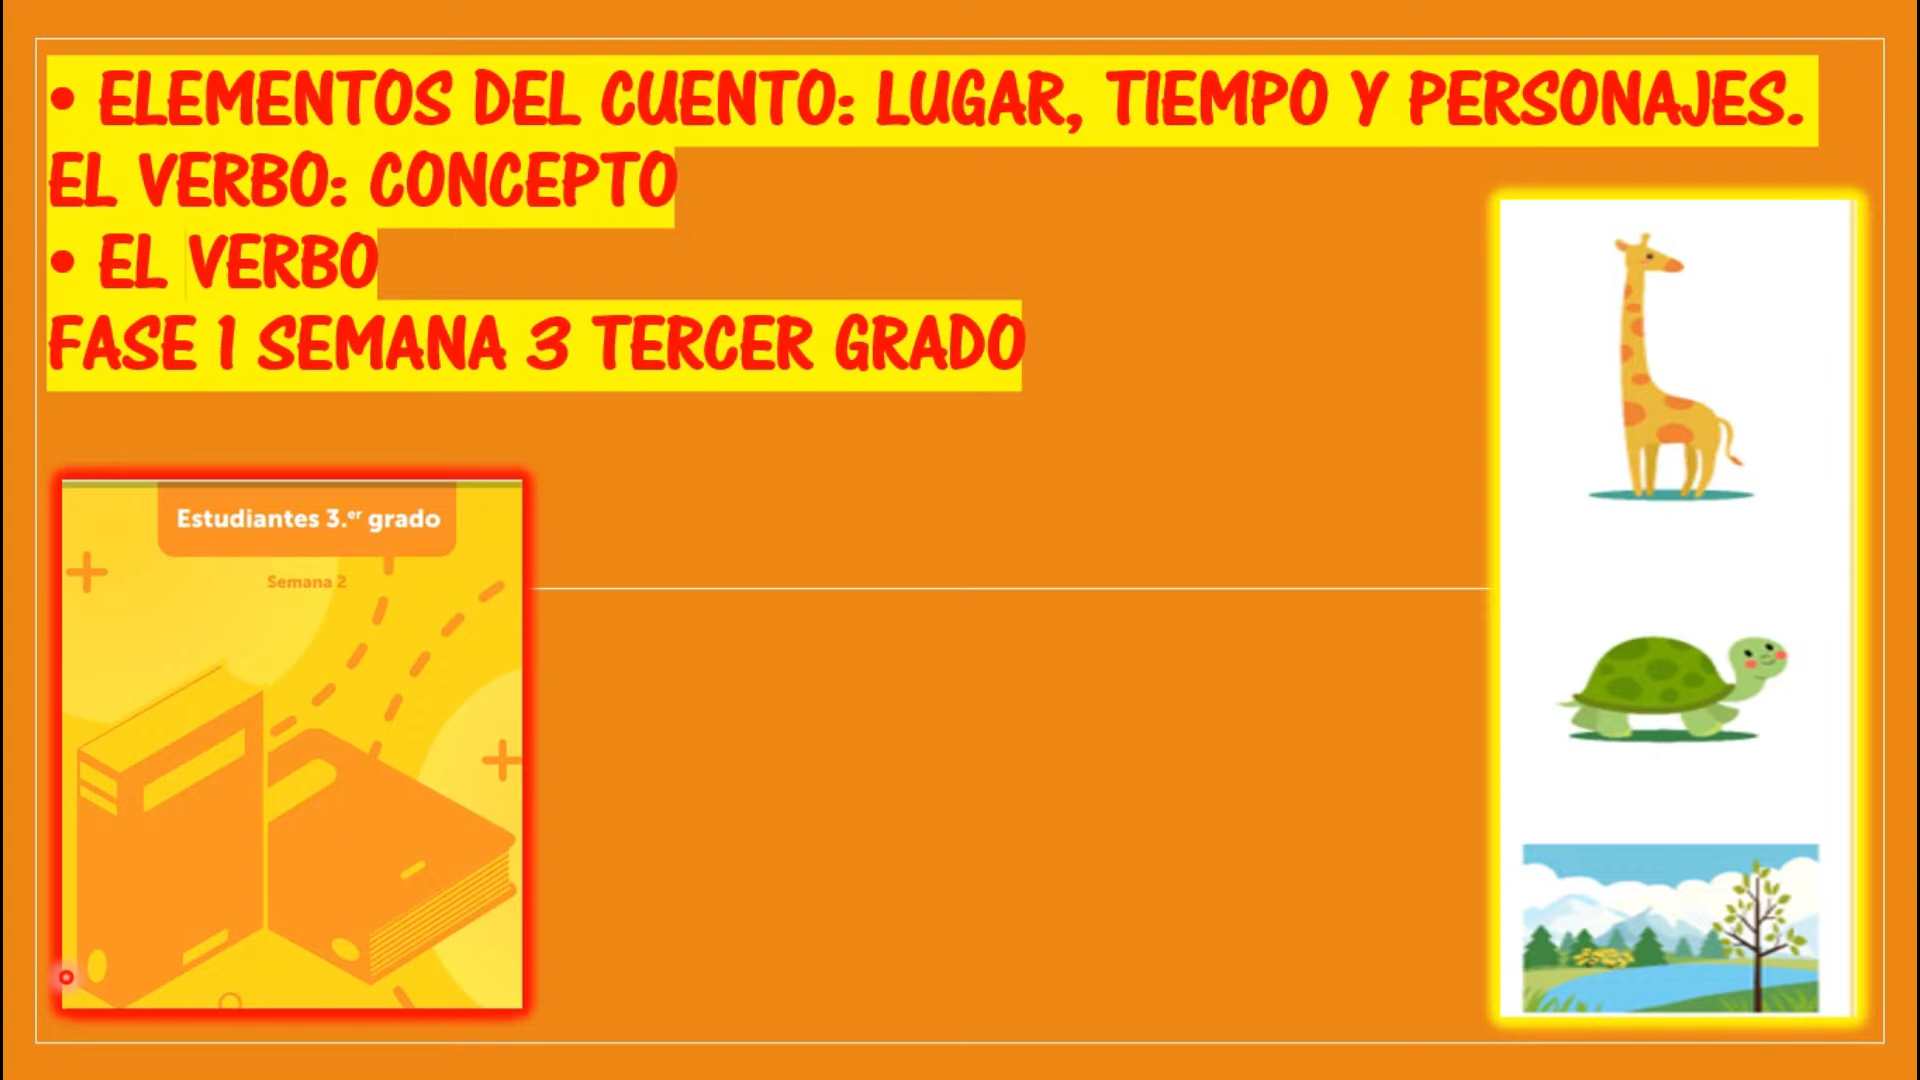 • ELEMENTOS DEL CUENTO: LUGAR, TIEMPO Y PERSONAJES.
EL VERBO: CONCEPTO
• EL VERBO
FASE 1 SEMANA 3 TERCER GRADO
Estudiantes 3.er grado
Semana 2